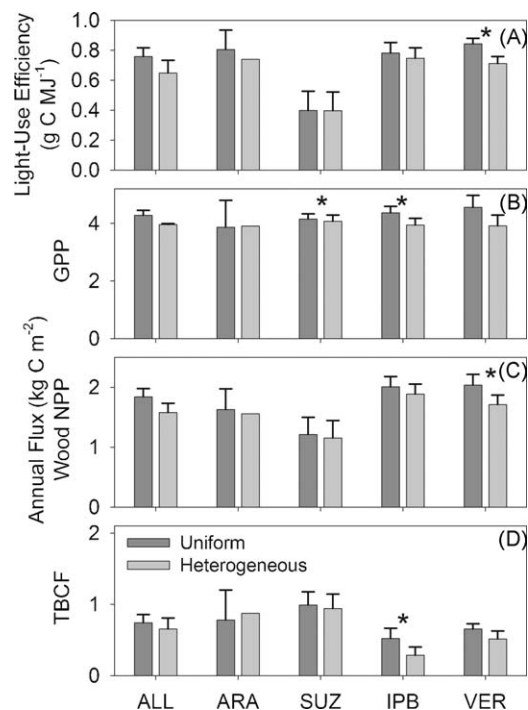 Light-Use Efficiency
(g C MJ-1)
1.0
0.8
0.6
0.4
0.2
0.0
* (A)
GPP
4
2
0
* * (B)
Annual Flux (kg C m-2)
Wood NPP
2
1
0
* (C)
TBCF
2
1
0
Uniform
Heterogeneous
(D)
*
ALL ARA SUZ IPB VER